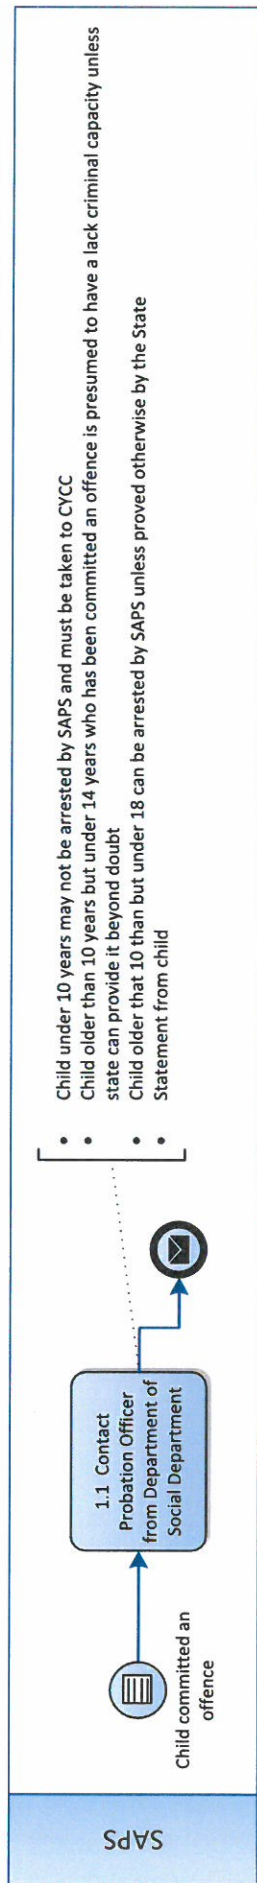 SAPS
Child committed an
offence
1.1 Contact
Probation Officer
from Department of
Social Department
• Child under 10 years may not be arrested by SAPS and must be taken to CYCC
• Child older than 10 years but under 14 years who has been committed an offence is presumed to have a lack criminal capacity unless
state can provide it beyond doubt
• Child older that 10 than but under 18 can be arrested by SAPS unless proved otherwise by the State
• Statement from child